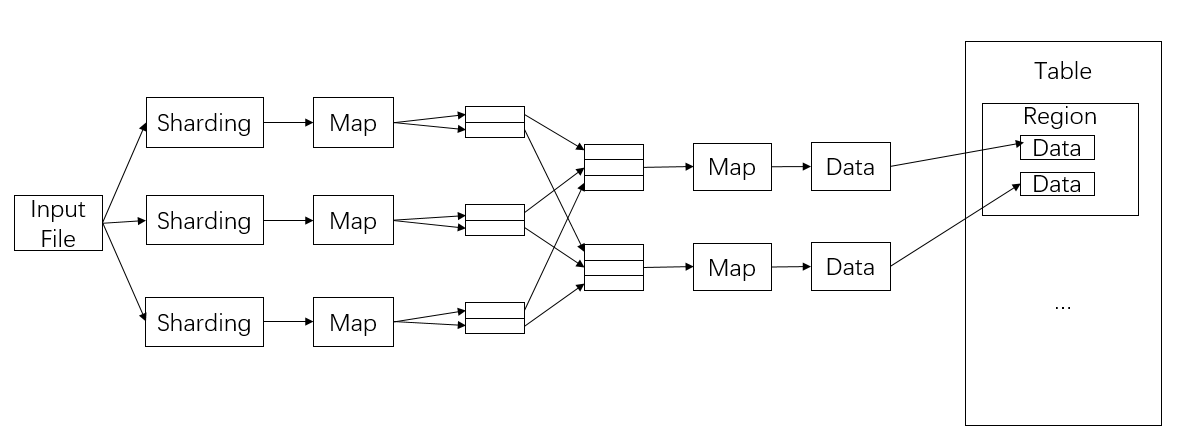 Input
File
Sharding
Map
Sharding
Map
Sharding
Map
Map
Data
Map
Data
Table
Region
Data
Data
...